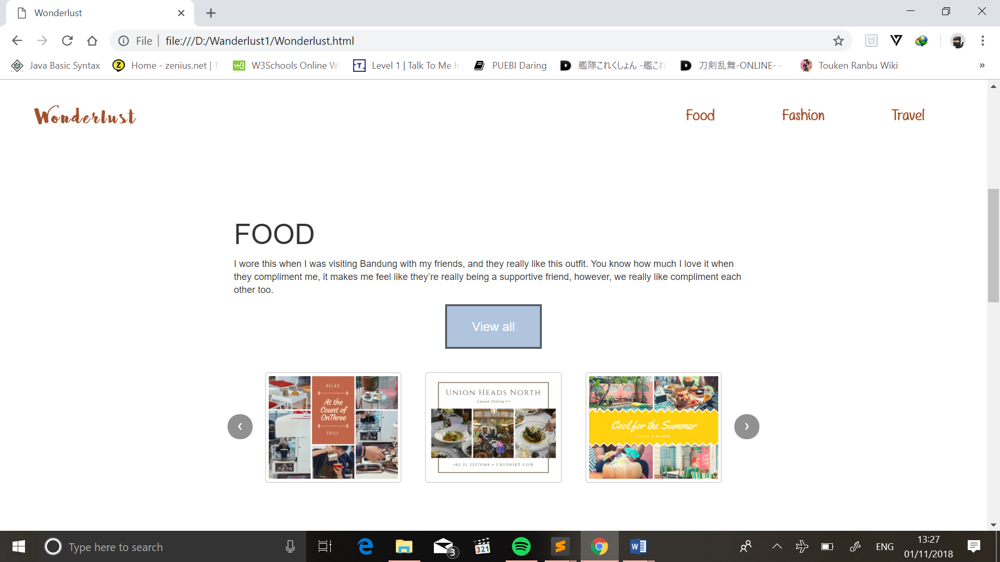 Wonderlust
File
file:///D:/Wanderlust1/Wonderlust.html
Java Basic Syntax
Home - zenius.net | T
W3Schools Online W
Level 1 | Talk To Me I
PUEBI Daring
艦隊これくしょん -艦これ
刀剣乱舞-ONLINE- -
Touken Ranbu Wiki
»
Wonderlust
Food
Fashion
Travel
FOOD
I wore this when I was visiting Bandung with my friends, and they really like this outfit. You know how much I love it when
they compliment me, it makes me feel like they’re really being a supportive friend, however, we really like compliment each
other too.
View all
RELAX
At the
Count of
OnThree
CHILL
UNION HEADS NORTH
Casual Dining • 1
+62 21 22571168 • UNIONJKT.COM
Cool for the Summer
LIFE'S A PICNIC
Type here to search
3
321
ENG
13:27
01/11/2018